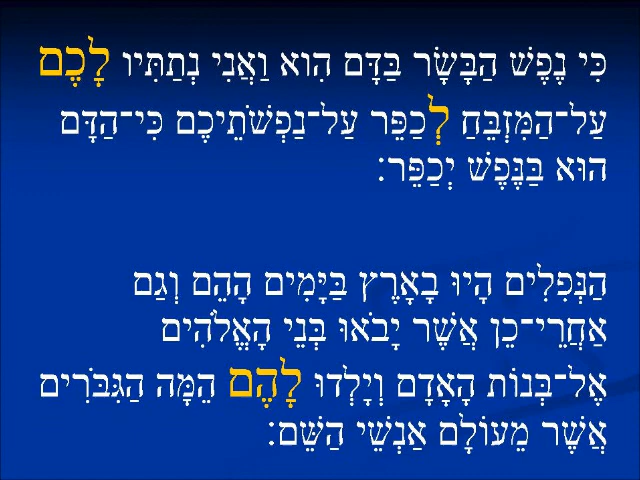 כִּי נֶפֶשׁ הַבָּשָׂר בַּדָּם הִוא וַאֲנִי נְתַתִּיו לָכֶם
עַל־הַמִּזְבֵּחַ לְכַפֵּר עַל־נַפְשֹׁתֵיכֶם כִּי־הַדָּם
הוּא בַּנֶּפֶשׁ יְכַפֵּר׃
הַנְּפִלִים הָיוּ בָאָרֶץ בַּיָּמִים הָהֵם וְגַם
אַחֲרֵי־כֵן אֲשֶׁר יָבֹאוּ בְּנֵי הָאֱלֹהִים
אֶל־בְּנוֹת הָאָדָם וְיָלְדוּ לָהֶם הֵמָּה הַגִּבֹּרִים
אֲשֶׁר מֵעוֹלָם אַנְשֵׁי הַשֵּׁם׃